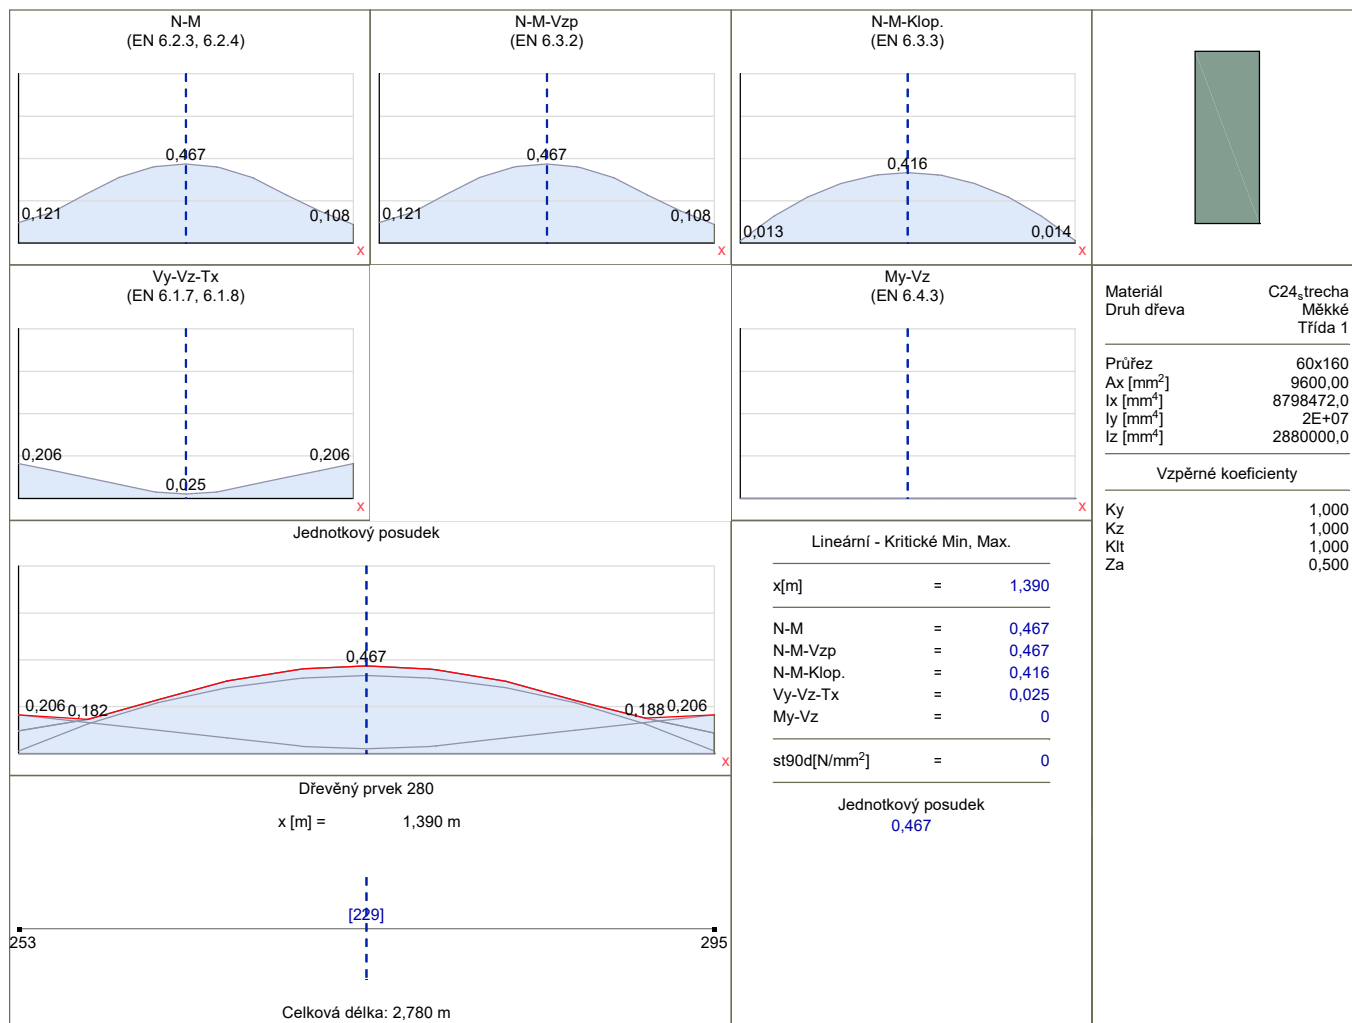 N-M
(EN 6.2.3, 6.2.4)
0,467
0,121
0,108
x
N-M-Vzp
(EN 6.3.2)
0,467
0,121
0,108
x
N-M-Klop.
(EN 6.3.3)
0,416
0,013
0,014
x
Vy-Vz-Tx
(EN 6.1.7, 6.1.8)
0,206
0,206
0,025
x
My-Vz
(EN 6.4.3)
x
Materiál C24strecha
Druh dřeva Měkké
Třída 1
Průřez 60x160
Ax [mm2] 9600,00
Ix [mm4] 8798472,0
Iy [mm4] 2E+07
Iz [mm4] 2880000,0
Vzpěrné koeficienty
Ky 1,000
Kz 1,000
Klt 1,000
Za 0,500
Jednotkový posudek
0,467
0,206 0,182
0,188 0,206
x
Lineární - Kritické Min, Max.
x[m] = 1,390
N-M = 0,467
N-M-Vzp = 0,467
N-M-Klop. = 0,416
Vy-Vz-Tx = 0,025
My-Vz = 0
st90d[N/mm2] = 0
Jednotkový posudek
0,467
Dřevěný prvek 280
x [m] = 1,390 m
[229]
253
295
Celková délka: 2,780 m